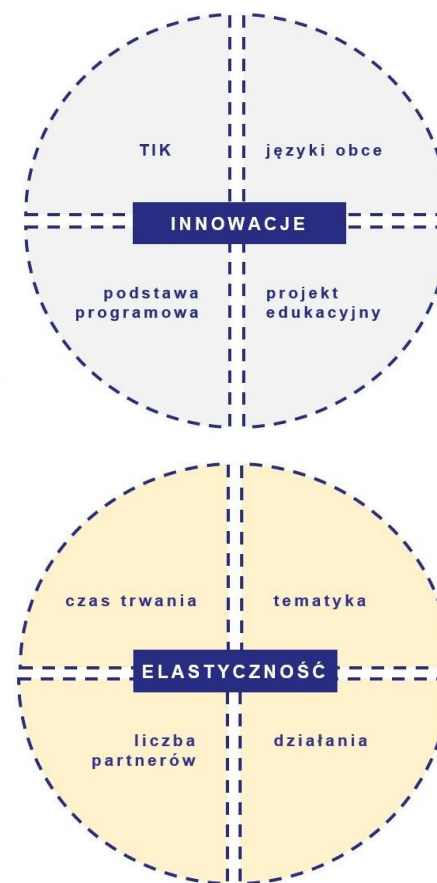 TIK
języki obce
INNOWACJE
podstawa
programowa
projekt
edukacyjny
czas trwania
tematyka
ELASTYCZNOŚĆ
liczba
partnerów
działania